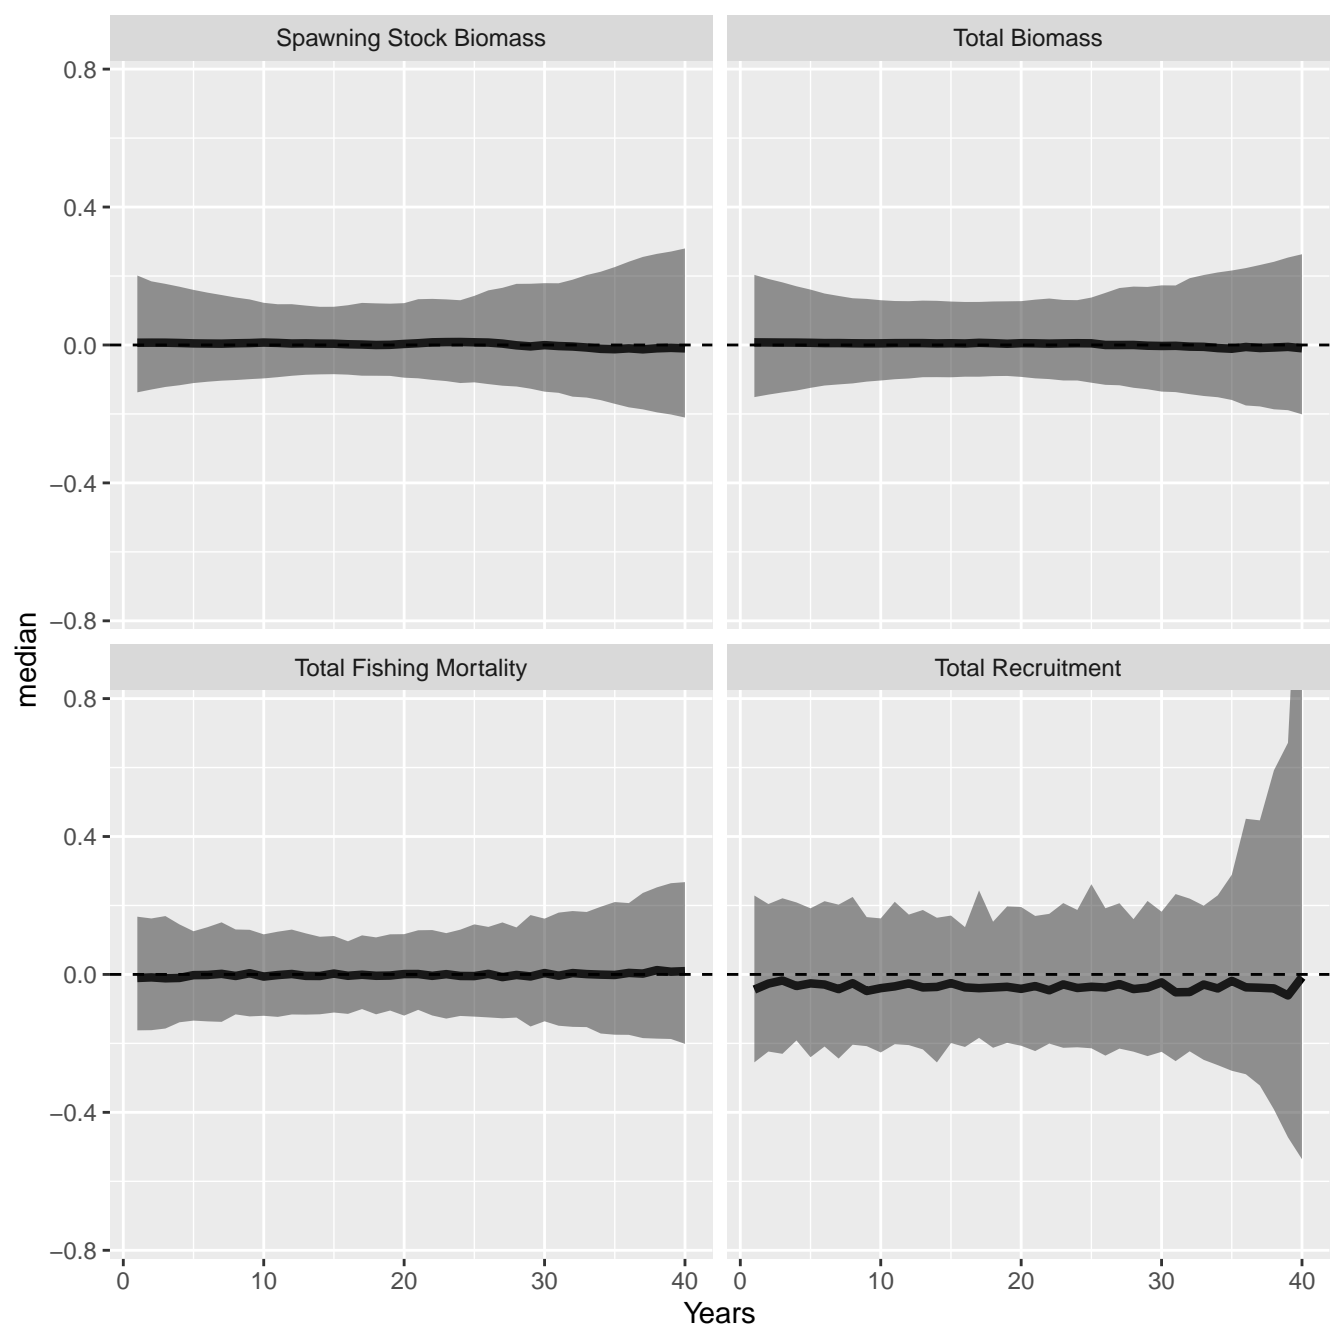 Spawning Stock Biomass
Total Biomass
0.8
0.4
0.0
−0.4
−0.8
median
Total Fishing Mortality
Total Recruitment
0.8
0.4
0.0
−0.4
−0.8
0 10 20 30 40
0 10 20 30 40
Years